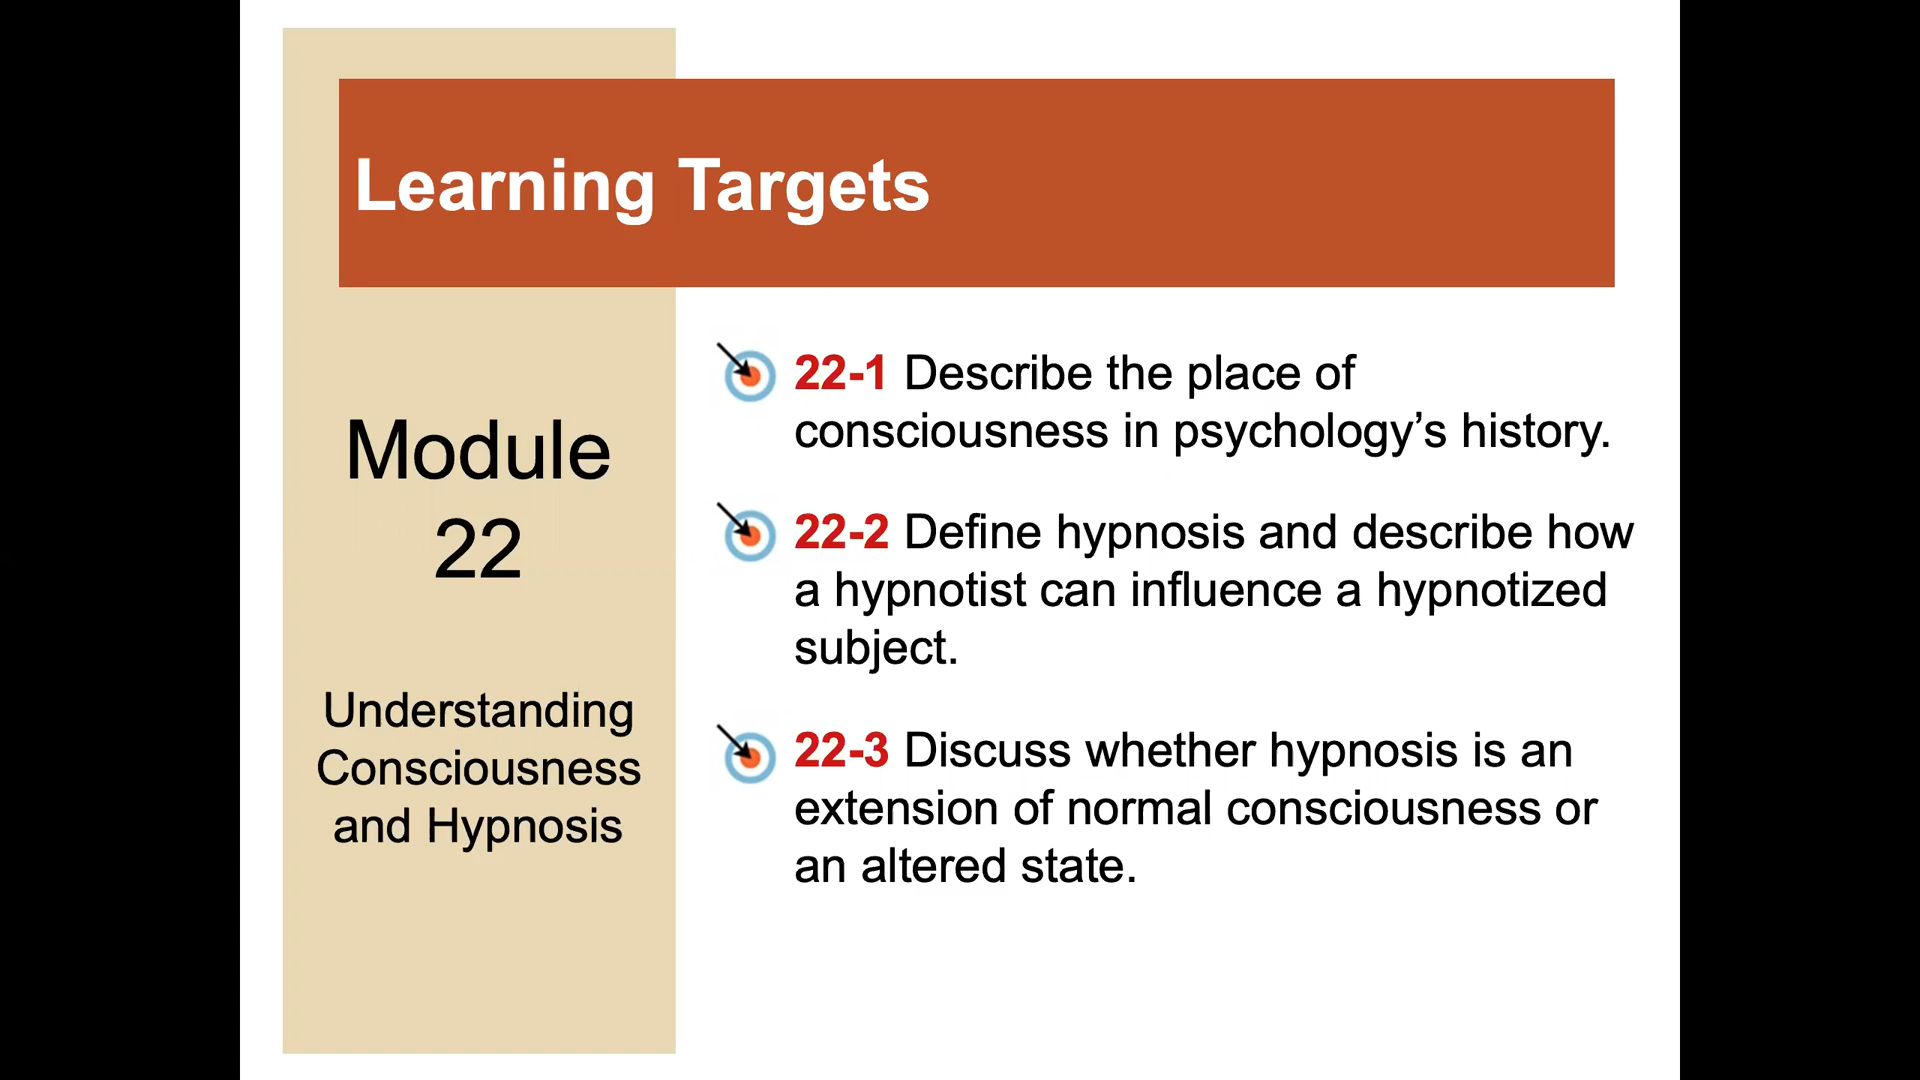 Learning Targets
Module
22
Understanding
Consciousness
and Hypnosis
22-1 Describe the place of
consciousness in psychology’s history.
22-2 Define hypnosis and describe how
a hypnotist can influence a hypnotized
subject.
22-3 Discuss whether hypnosis is an
extension of normal consciousness or
an altered state.